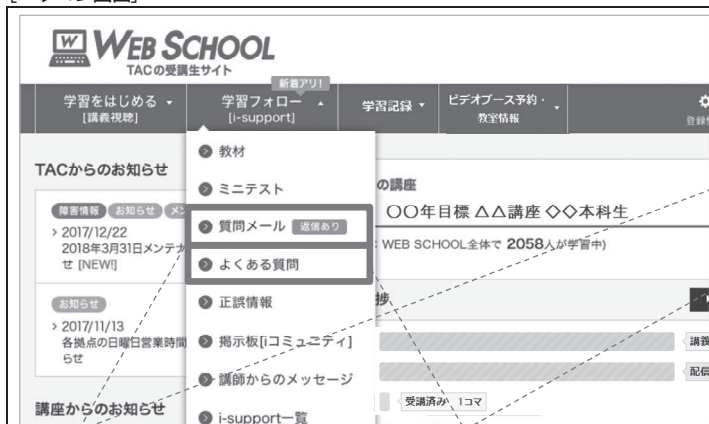 WEB SCHOOL
TACの受講生サイト
新着アリ!
学習をはじめる
[講義視聴]
学習フォロー
[i-support]
学習記録
ビデオブース予約・
教室情報
TACからのお知らせ
障害情報 お知らせ
2017/12/22
2018年3月31日メンテナ
せ [NEW!]
お知らせ
2017/11/13
各拠点の日曜日営業時間
らせ
講座からのお知らせ
教材
ミニテスト
質問メール 返信あり
よくある質問
正誤情報
掲示板[iコミュニティ]
講師からのメッセージ
i-support一覧
の講座
〇〇年目標 △△講座 ◇◇本科生
WEB SCHOOL全体で 2058人が学習中)
捗
講義
配信
受講済み 1コマ